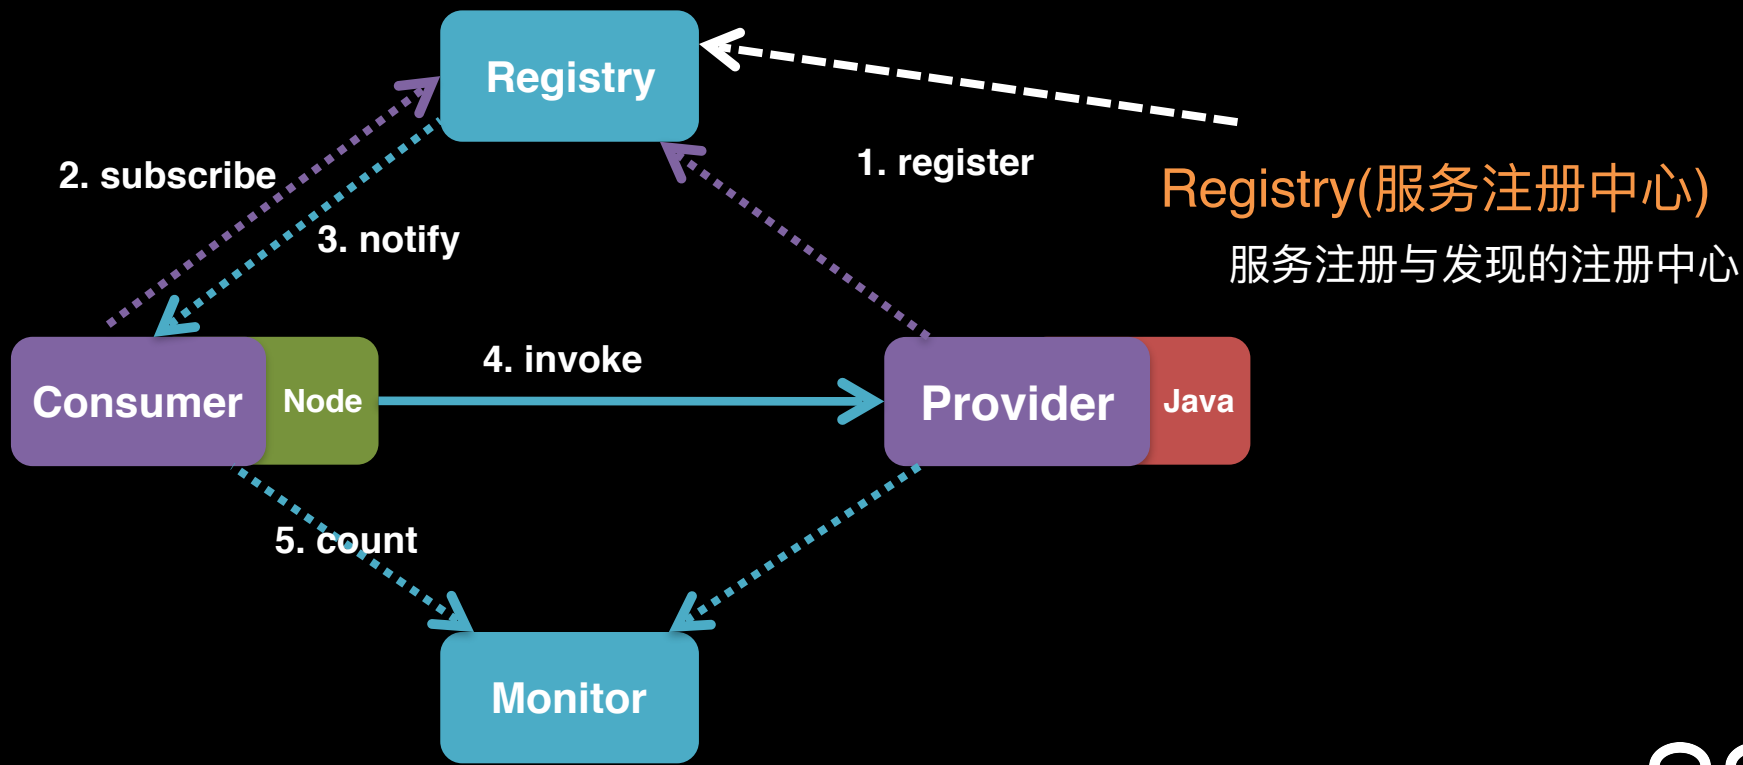 Registry
1. register
2. subscribe
Registry(服务注册中心)
3. notify
服务注册与发现的注册中心
4. invoke
Consumer
Node
Provider
Java
5. count
Monitor